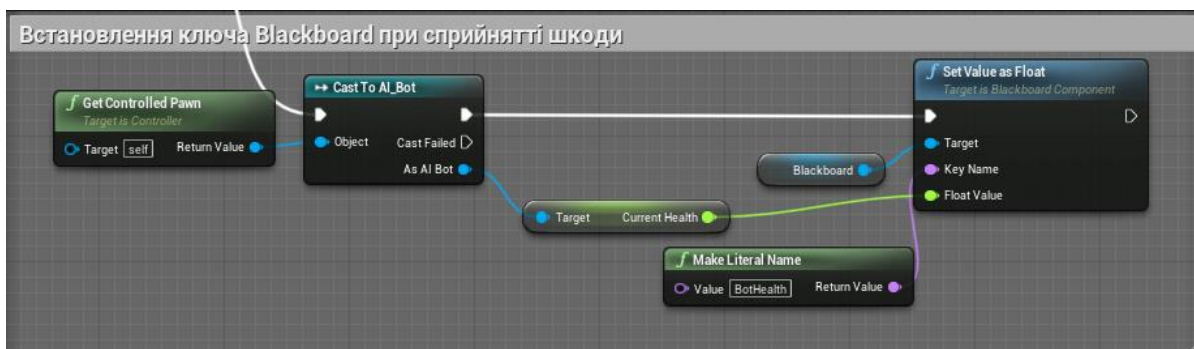 Встановлення ключа Blackboard при сприйнятті шкоди
Get Controlled Pawn
Target is Controller
Target self Return Value
Cast To AI_Bot
Object Cast Failed
As AI Bot
Target Current Health
Make Literal Name
Value BotHealth Return Value
Blackboard
Set Value as Float
Target is Blackboard Component
Target
Key Name
Float Value